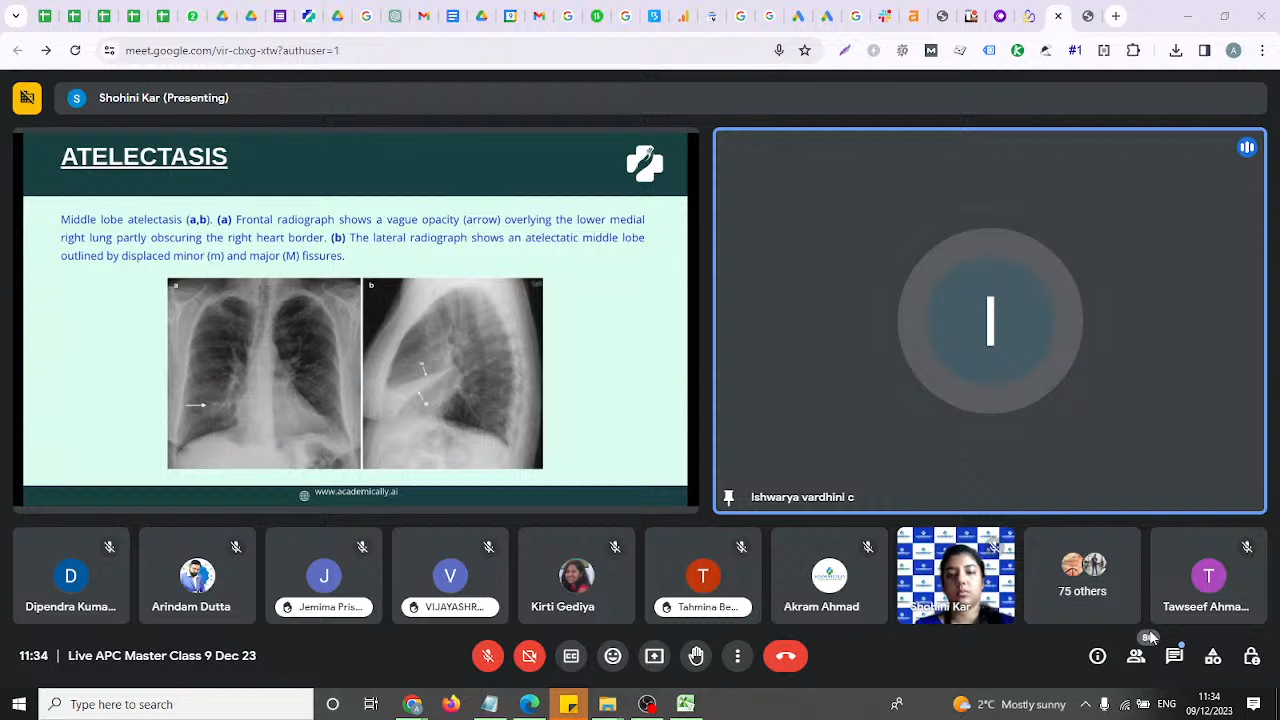 meet.google.com/vir-cbxg-xtw?authuser=1
#1
A
S
Shohini Kar (Presenting)
ATELECTASIS
Middle lobe atelectasis (a,b). (a) Frontal radiograph shows a vague opacity (arrow) overlying the lower medial
right lung partly obscuring the right heart border. (b) The lateral radiograph shows an atelectatic middle lobe
outlined by displaced minor (m) and major (M) fissures.
a
b
www.academically.ai
I
Ishwarya vardhini c
D
Dipendra Kuma...
Arindam Dutta
J
Jemima Pris...
V
VIJAYASHR...
Kirti Gediya
T
Tahmina Be...
Akram Ahmad
Shohini Kar
75 others
T
Tawseef Ahma...
11:34 | Live APC Master Class 9 Dec 23
Type here to search
2°C Mostly sunny
ENG
11:34
09/12/2023